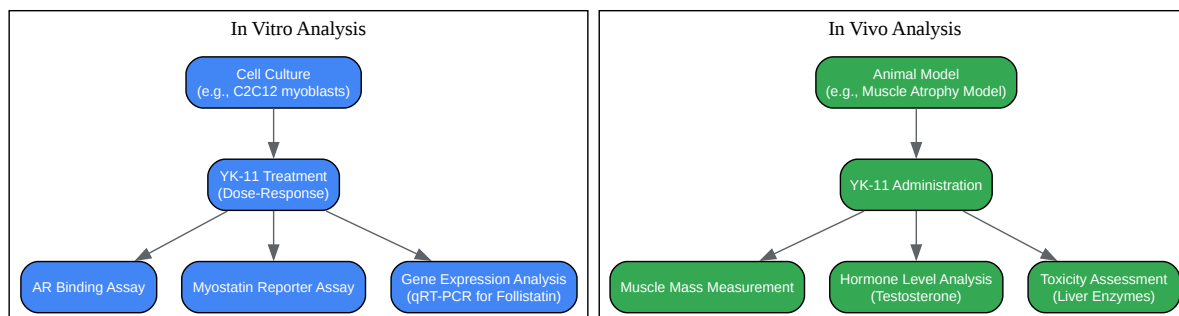 In Vitro Analysis
Cell Culture
(e.g., C2C12 myoblasts)
YK-11 Treatment
(Dose-Response)
AR Binding Assay
Myostatin Reporter Assay
Gene Expression Analysis
(qRT-PCR for Follistatin)
In Vivo Analysis
Animal Model
(e.g., Muscle Atrophy Model)
YK-11 Administration
Muscle Mass Measurement
Hormone Level Analysis
(Testosterone)
Toxicity Assessment
(Liver Enzymes)